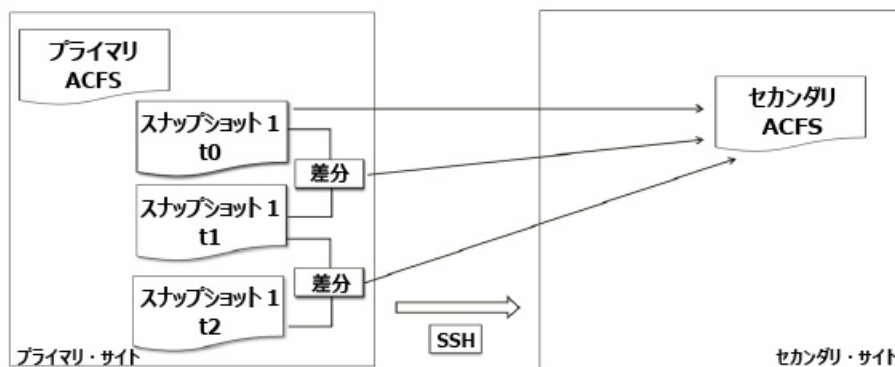 プライマリ
ACFS
スナップショット 1
t0
差分
スナップショット 1
t1
差分
スナップショット 1
t2
プライマリ・サイト
SSH
セカンダリ
ACFS
セカンダリ・サイト